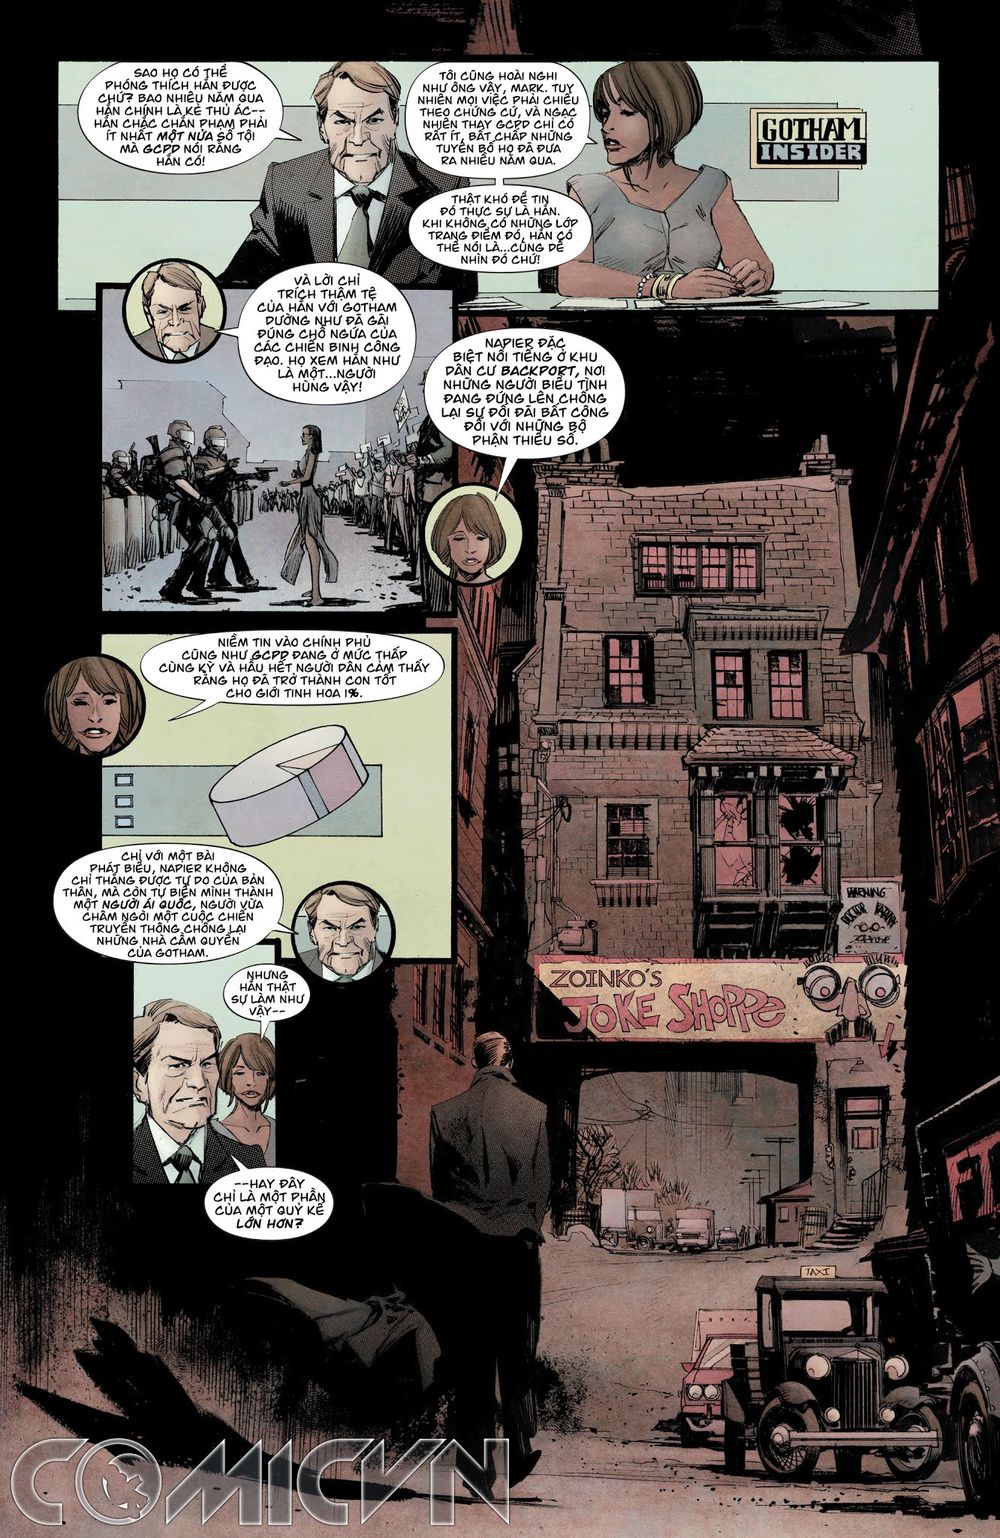 SAO HỌ CÓ THỂ
PHÓNG THÍCH HẮN ĐƯỢC
CHỨ? BAO NHIÊU NĂM QUA
HẮN CHÍNH LÀ KẺ THỦ ÁC--
HẮN CHẮC CHẮN PHẠM PHẢI
ÍT NHẤT MỘT NỬA SỐ TỘI
MÀ GCPD NÓI RẰNG
HẮN CÓ!
TÔI CŨNG HOÀI NGHI
NHƯ ÔNG VẬY, MARK. TUY
NHIÊN MỌI VIỆC PHẢI CHIẾU
THEO CHỨNG CỨ, VÀ NGẠC
NHIÊN THAY GCPD CHỈ CÓ
RẤT ÍT, BẤT CHẤP NHỮNG
TUYÊN BỐ HỌ ĐÃ ĐƯA
RA NHIỀU NĂM QUA.
GOTHAM
INSIDER
THẬT KHÓ ĐỂ TIN
ĐÓ THỰC SỰ LÀ HẮN.
KHI KHÔNG CÓ NHỮNG LỚP
TRANG ĐIỂM ĐÓ, HẮN CÓ
THỂ NÓI LÀ...CŨNG DỄ
NHÌN ĐÓ CHỨ!
VÀ LỜI CHỈ
TRÍCH THẬM TỆ
CỦA HẮN VỚI GOTHAM
DƯỜNG NHƯ ĐÃ GÃI
ĐÚNG CHỖ NGỨA CỦA
CÁC CHIẾN BINH CÔNG
ĐẠO. HỌ XEM HẮN NHƯ
LÀ MỘT...NGƯỜI
HÙNG VẬY!
NAPIER ĐẶC
BIỆT NỔI TIẾNG Ở KHU
DÂN CƯ BACKPORT, NƠI
NHỮNG NGƯỜI BIỂU TÌNH
ĐANG ĐỨNG LÊN CHỐNG
LẠI SỰ ĐỐI ĐÃI BẤT CÔNG
ĐỐI VỚI NHỮNG BỘ
PHẬN THIỂU SỐ.
NIỀM TIN VÀO CHÍNH PHỦ
CŨNG NHƯ GCPD ĐANG Ở MỨC THẤP
CÙNG KỲ VÀ HẦU HẾT NGƯỜI DÂN CẢM THẤY
RẰNG HỌ ĐÃ TRỞ THÀNH CON TỐT
CHO GIỚI TINH HOA 1%.
CHỈ VỚI MỘT BÀI
PHÁT BIỂU, NAPIER KHÔNG
CHỈ THẮNG ĐƯỢC TỰ DO CỦA BẢN
THÂN, MÀ CÒN TỰ BIẾN MÌNH THÀNH
MỘT NGƯỜI ÁI QUỐC, NGƯỜI VỪA
CHÂM NGÒI MỘT CUỘC CHIẾN
TRUYỀN THÔNG CHỐNG LẠI
NHỮNG NHÀ CẦM QUYỀN
CỦA GOTHAM.
NHƯNG
HẮN THẬT
SỰ LÀM NHƯ
VẬY--
--HAY ĐÂY
CHỈ LÀ MỘT PHẦN
CỦA MỘT QUỶ KẾ
LỚN HƠN?
WARNING
DOCTOR
ZOINKO'S
JOKE SHOPPE
TAXI
COMICVN